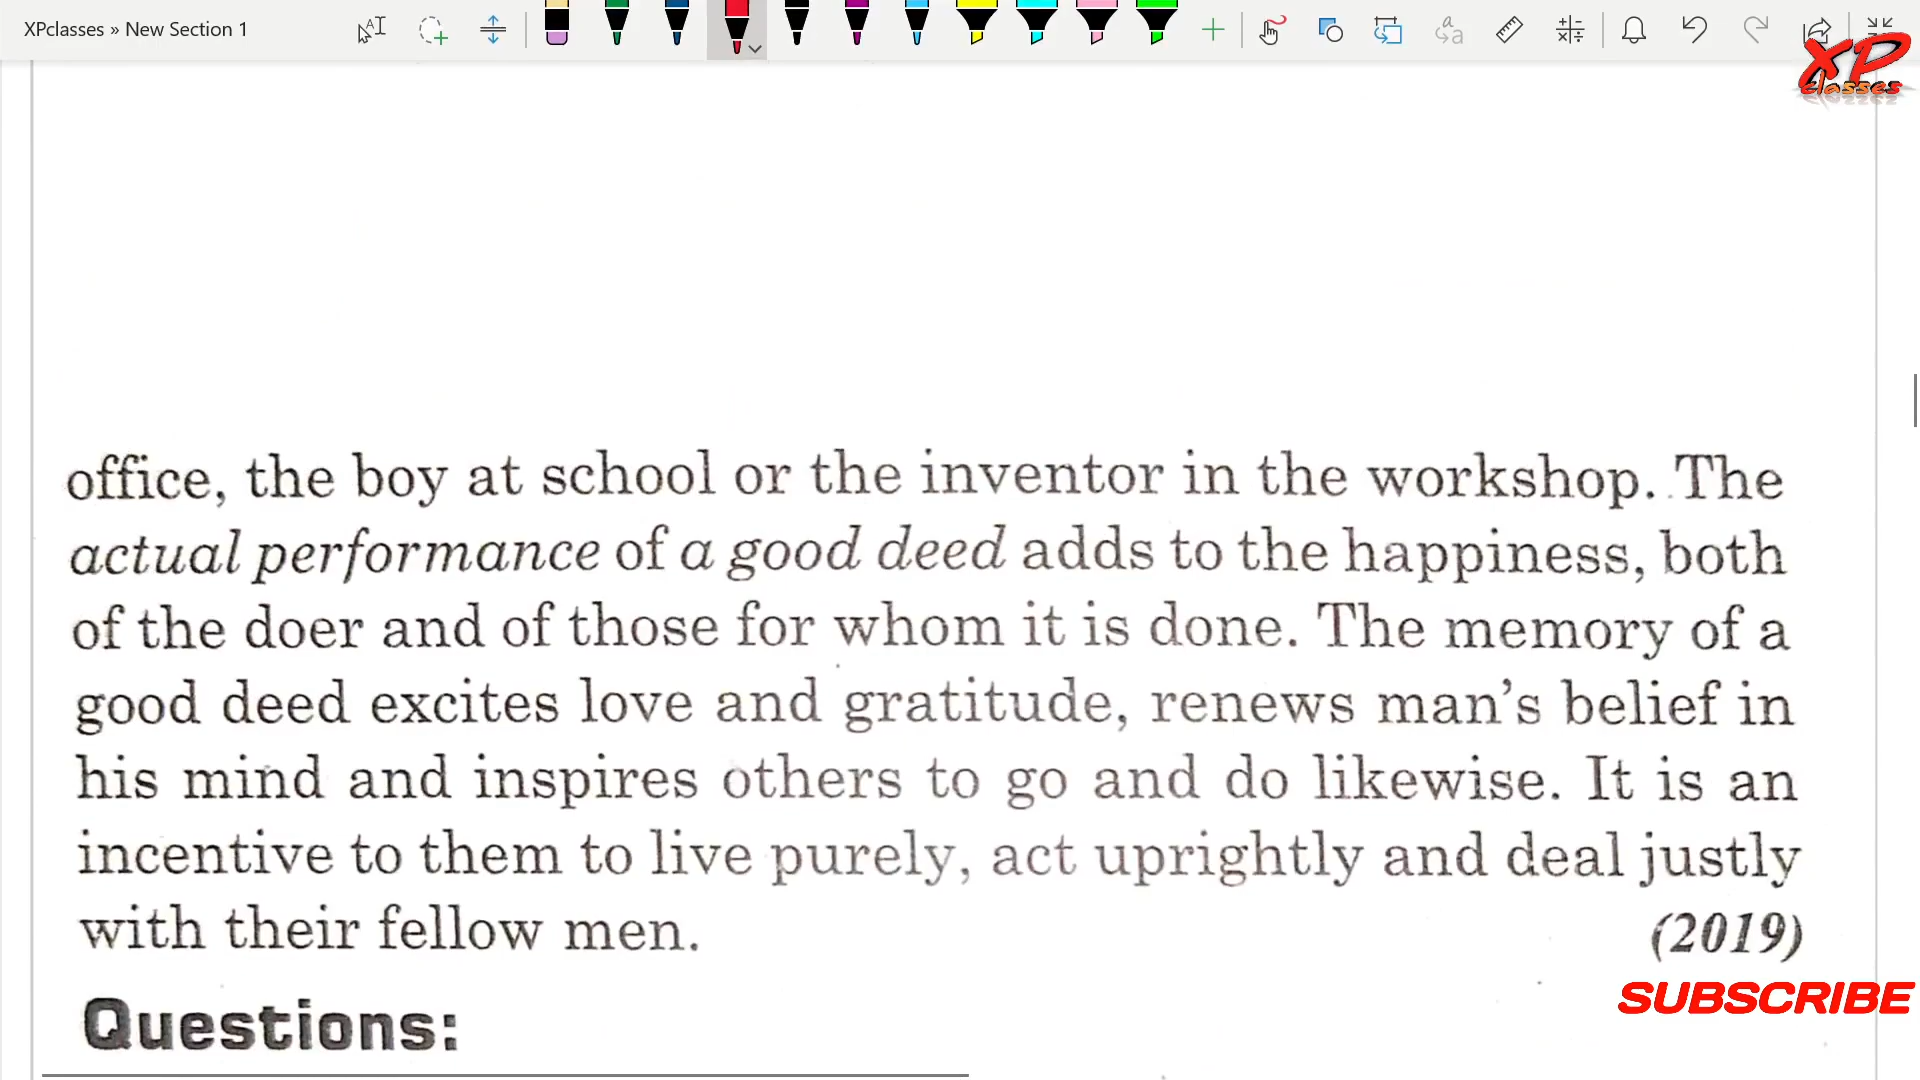 XPclasses » New Section 1
XP
classes
office, the boy at school or the inventor in the workshop. The
actual performance of a good deed adds to the happiness, both
of the doer and of those for whom it is done. The memory of a
good deed excites love and gratitude, renews man's belief in
his mind and inspires others to go and do likewise. It is an
incentive to them to live purely, act uprightly and deal justly
with their fellow men. (2019)
SUBSCRIBE
Questions: